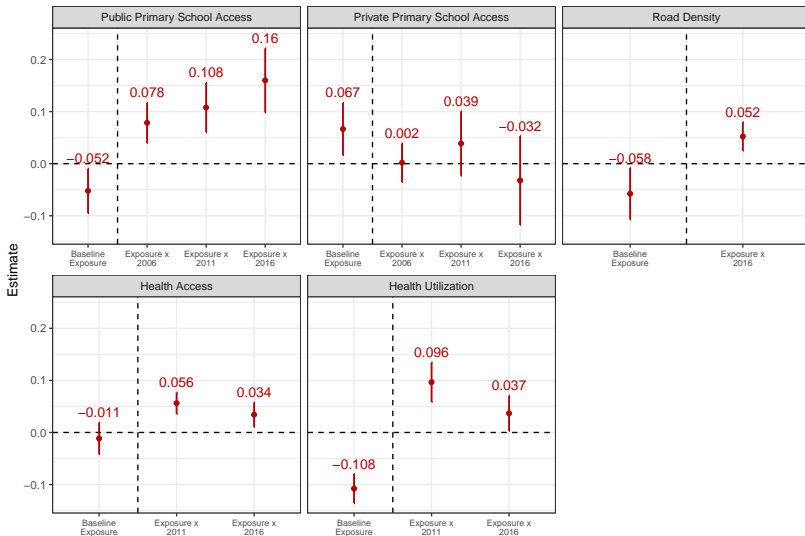 Public Primary School Access
Private Primary School Access
Road Density
0.2
0.1
0.0
−0.1
−0.052
0.078
0.108
0.16
0.067
0.002
0.039
−0.032
−0.058
0.052
Baseline
Exposure
Exposure x
2006
Exposure x
2011
Exposure x
2016
Baseline
Exposure
Exposure x
2006
Exposure x
2011
Exposure x
2016
Baseline
Exposure
Exposure x
2016
Estimate
Health Access
Health Utilization
0.2
0.1
0.0
−0.1
−0.011
0.056
0.034
−0.108
0.096
0.037
Baseline
Exposure
Exposure x
2011
Exposure x
2016
Baseline
Exposure
Exposure x
2011
Exposure x
2016